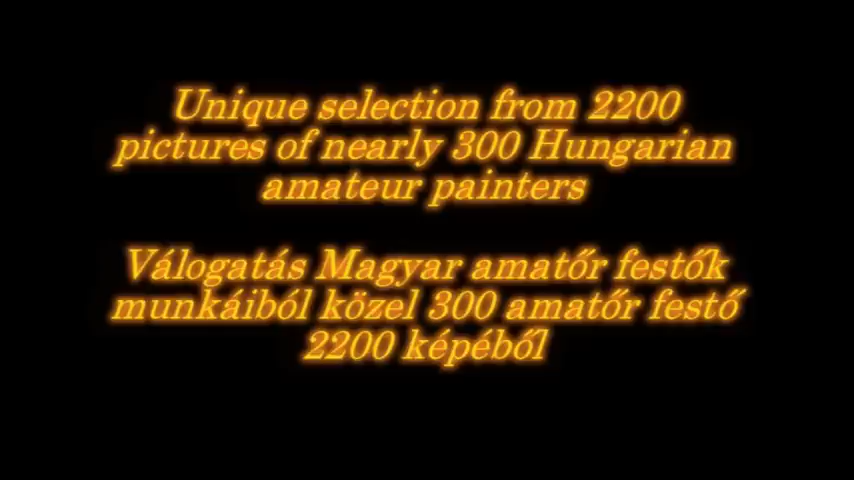 Unique selection from 2200
pictures of nearly 300 Hungarian
amateur painters
Válogatás Magyar amatőr festők
munkáiból közel 300 amatőr festő
2200 képéből